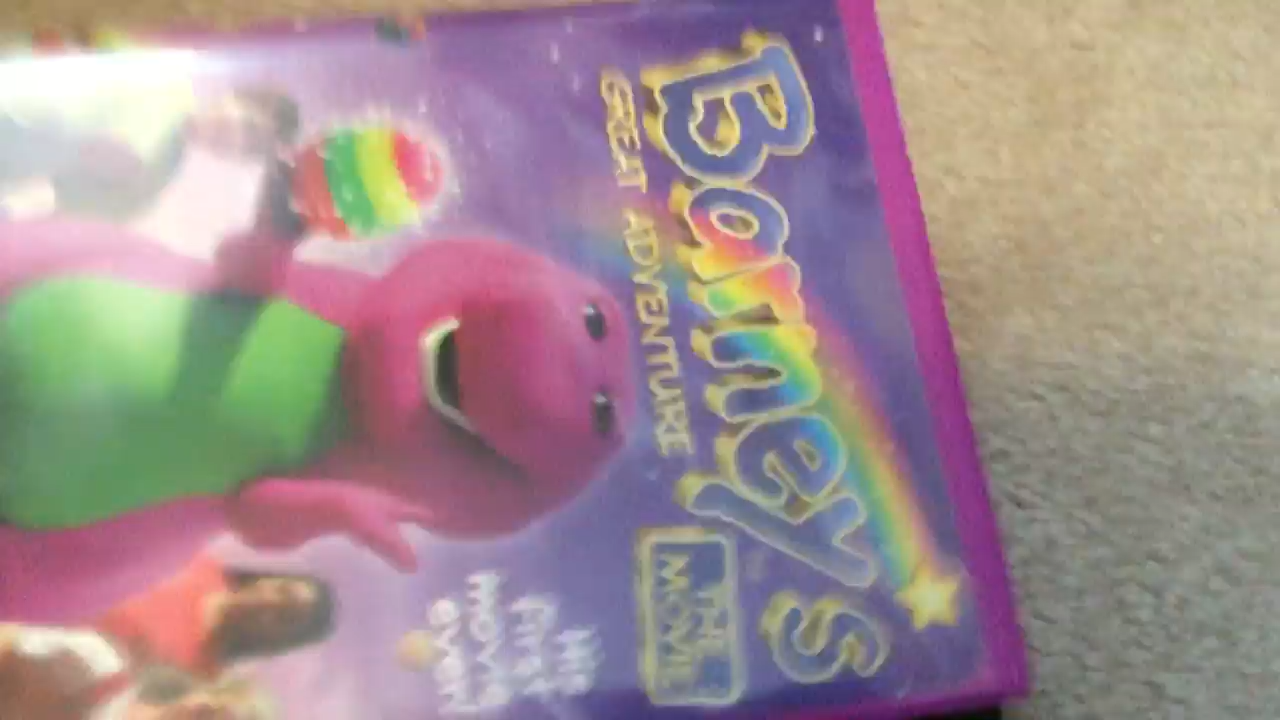 Barney's
GREAT ADVENTURE
THE
MOVIE
His
first
movie
ever!